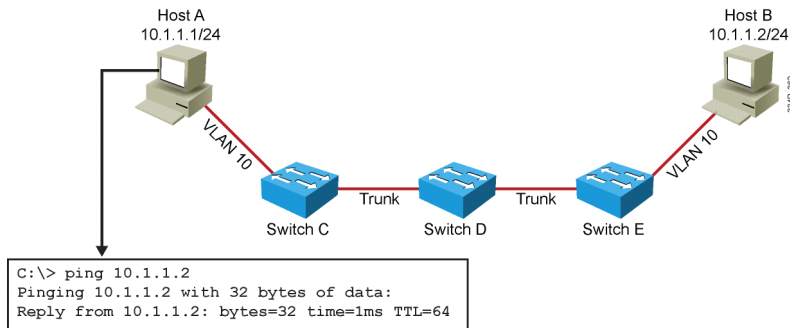 Host A
10.1.1.1/24
Host B
10.1.1.2/24
VLAN 10
VLAN 10
Trunk
Trunk
Switch C
Switch D
Switch E
C:\> ping 10.1.1.2
Pinging 10.1.1.2 with 32 bytes of data:
Reply from 10.1.1.2: bytes=32 time=1ms TTL=64